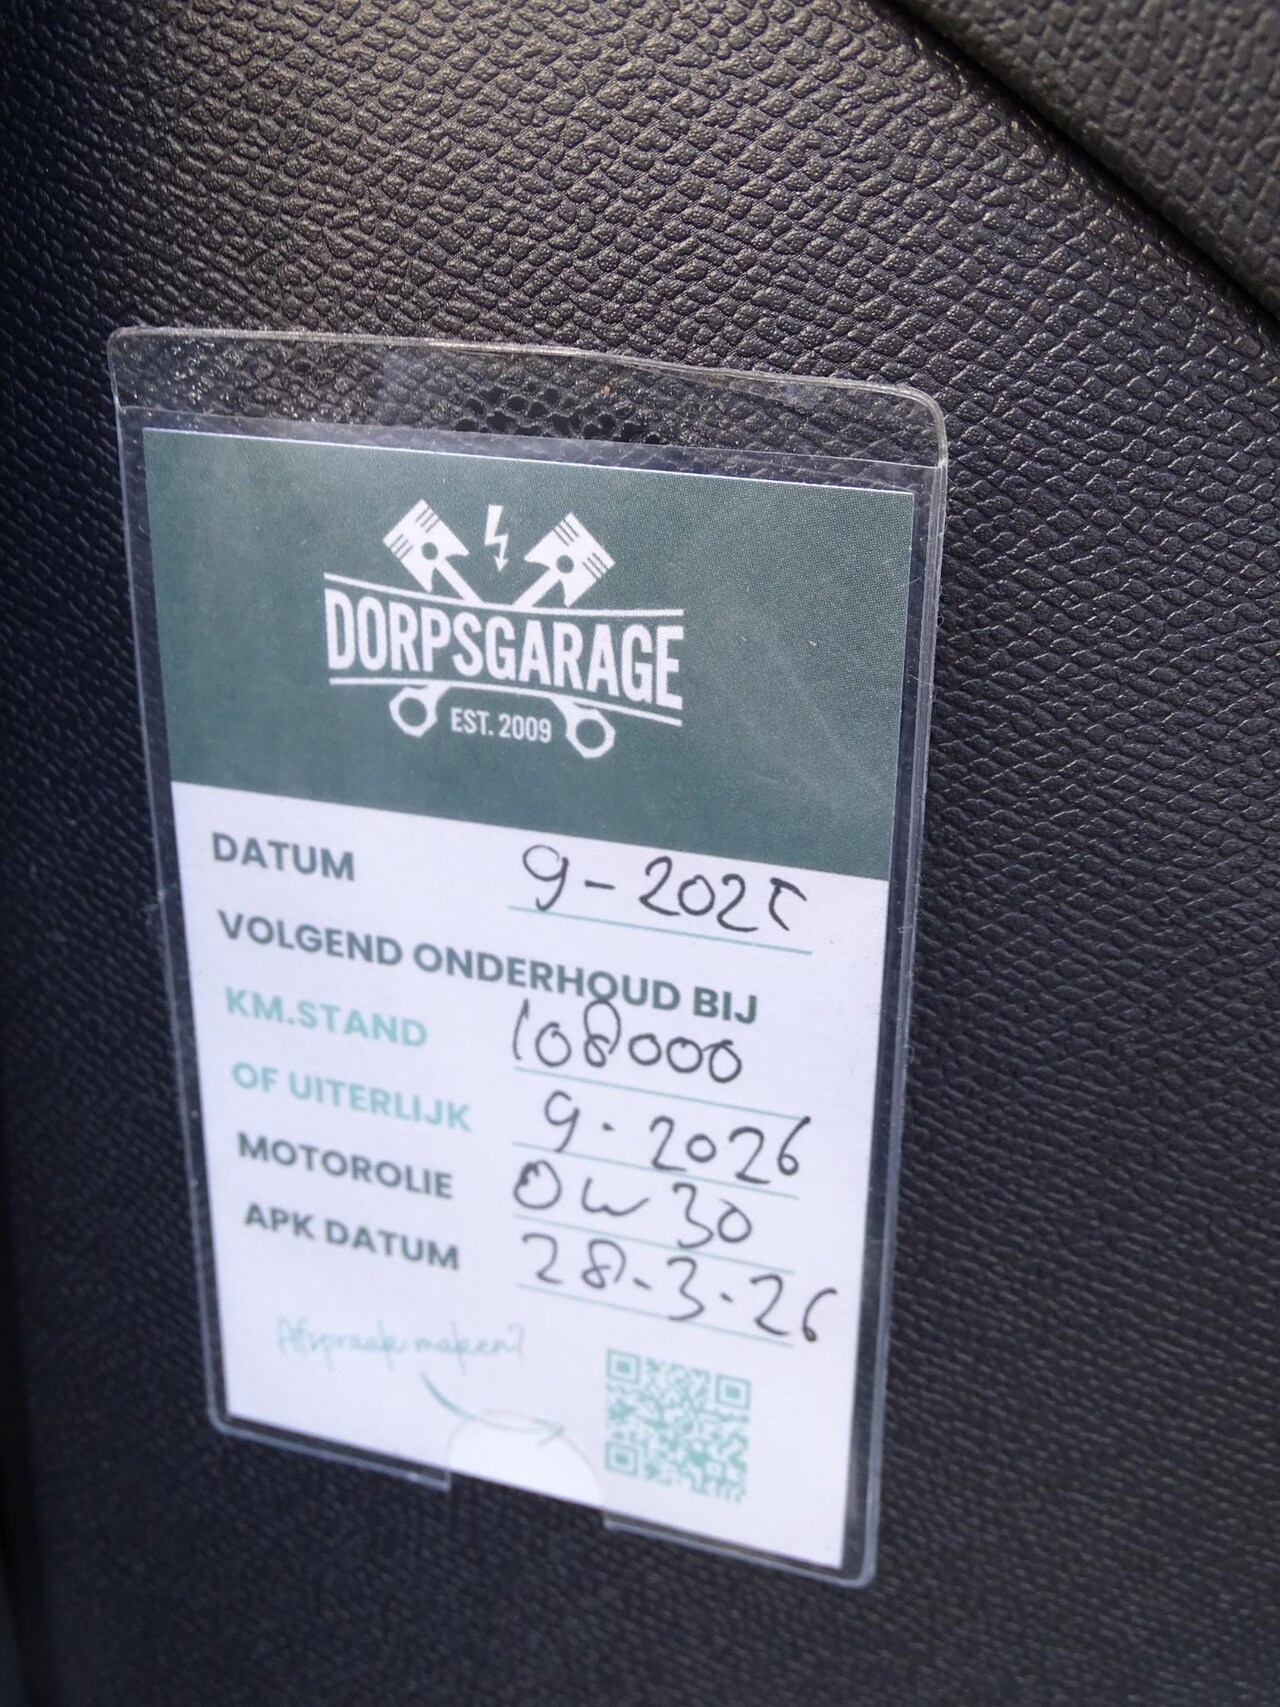 DORPSGARAGE
EST. 2009
DATUM 9-2025
VOLGEND ONDERHOUD BIJ
KM.STAND 108000
OF UITERLIJK 9.2026
MOTOROLIE 0W30
APK DATUM 28.3.26
Afspraak maken?